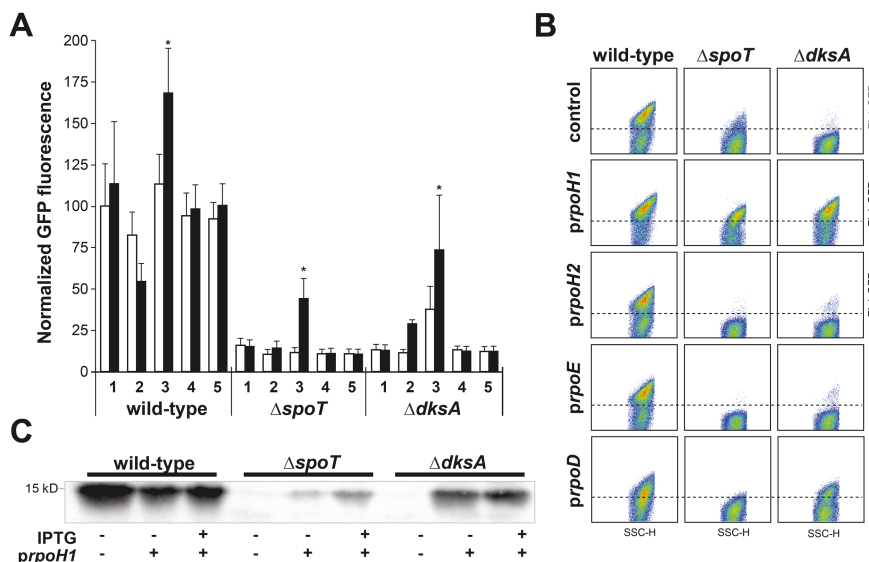 A
Normalized GFP fluorescence
200
175
150
125
100
75
50
25
0
*
*
*
1 2 3 4 5 1 2 3 4 5 1 2 3 4 5
wild-type ΔspoT ΔdksA
B
wild-type ΔspoT ΔdksA
control
prpoH1
prpoH2
prpoE
prpoD
SSC-H SSC-H SSC-H
C
wild-type ΔspoT ΔdksA
15 kD
IPTG - - + - - + - - +
prpoH1 - + + - + + - + +